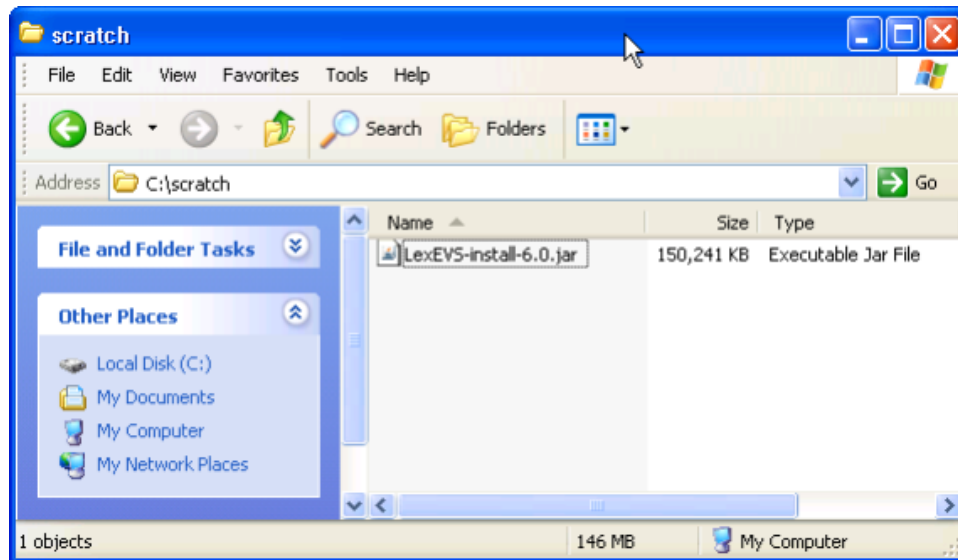 scratch
File Edit View Favorites Tools Help
Back Search Folders
Address C:\scratch Go
File and Folder Tasks
Other Places
Local Disk (C:)
My Documents
My Computer
My Network Places
Name Size Type
LexEVS-install-6.0.jar 150,241 KB Executable Jar File
1 objects 146 MB My Computer